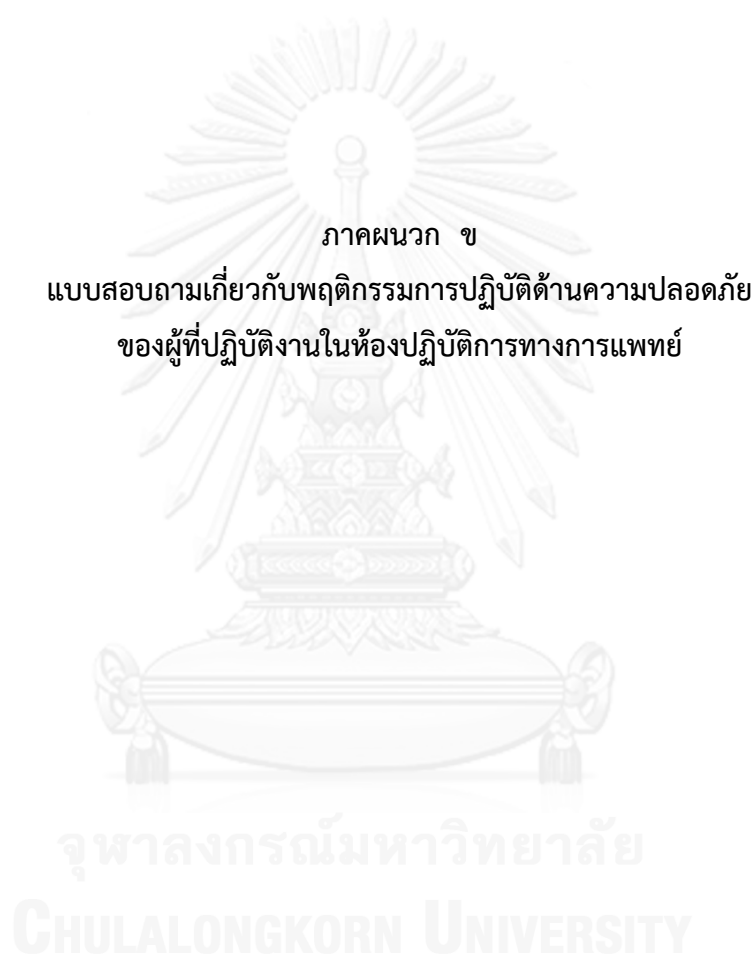 ภาคผนวก ข
แบบสอบถามเกี่ยวกับพฤติกรรมการปฏิบัติด้านความปลอดภัย
ของผู้ที่ปฏิบัติงานในห้องปฏิบัติการทางการแพทย์
จุฬาลงกรณ์มหาวิทยาลัย
CHULALONGKORN UNIVERSITY